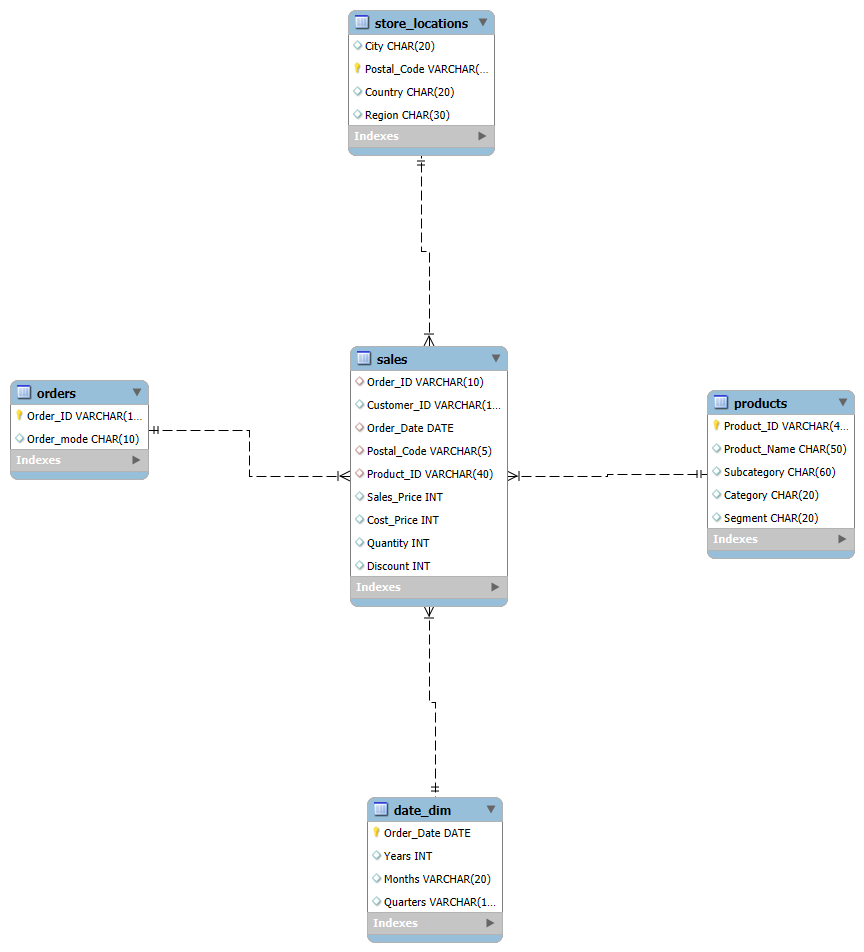 store_locations
City CHAR(20)
Postal_Code VARCHAR(...
Country CHAR(20)
Region CHAR(30)
Indexes
sales
Order_ID VARCHAR(10)
Customer_ID VARCHAR(1...
Order_Date DATE
Postal_Code VARCHAR(5)
Product_ID VARCHAR(40)
Sales_Price INT
Cost_Price INT
Quantity INT
Discount INT
Indexes
orders
Order_ID VARCHAR(1...
Order_mode CHAR(10)
Indexes
products
Product_ID VARCHAR(4...
Product_Name CHAR(50)
Subcategory CHAR(60)
Category CHAR(20)
Segment CHAR(20)
Indexes
date_dim
Order_Date DATE
Years INT
Months VARCHAR(20)
Quarters VARCHAR(1...
Indexes